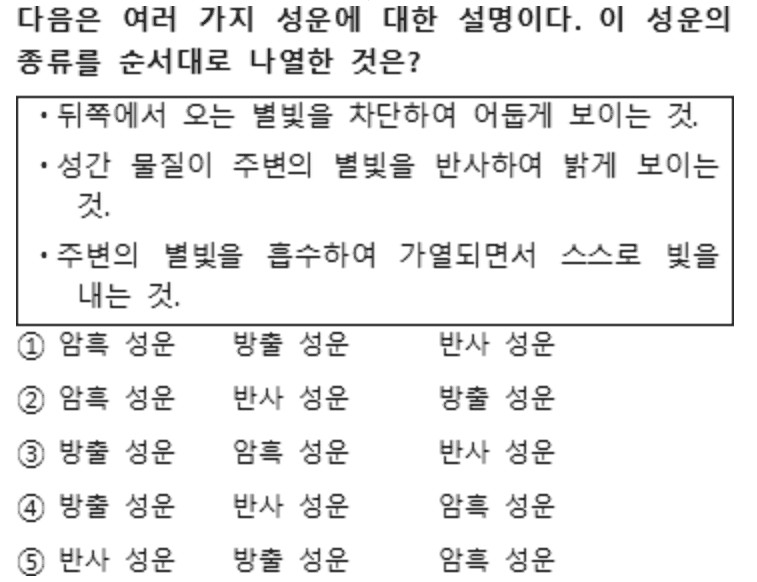 다음은 여러 가지 성운에 대한 설명이다. 이 성운의
종류를 순서대로 나열한 것은?
• 뒤쪽에서 오는 별빛을 차단하여 어둡게 보이는 것.
• 성간 물질이 주변의 별빛을 반사하여 밝게 보이는
것.
• 주변의 별빛을 흡수하여 가열되면서 스스로 빛을
내는 것.
① 암흑 성운 방출 성운 반사 성운
② 암흑 성운 반사 성운 방출 성운
③ 방출 성운 암흑 성운 반사 성운
④ 방출 성운 반사 성운 암흑 성운
⑤ 반사 성운 방출 성운 암흑 성운